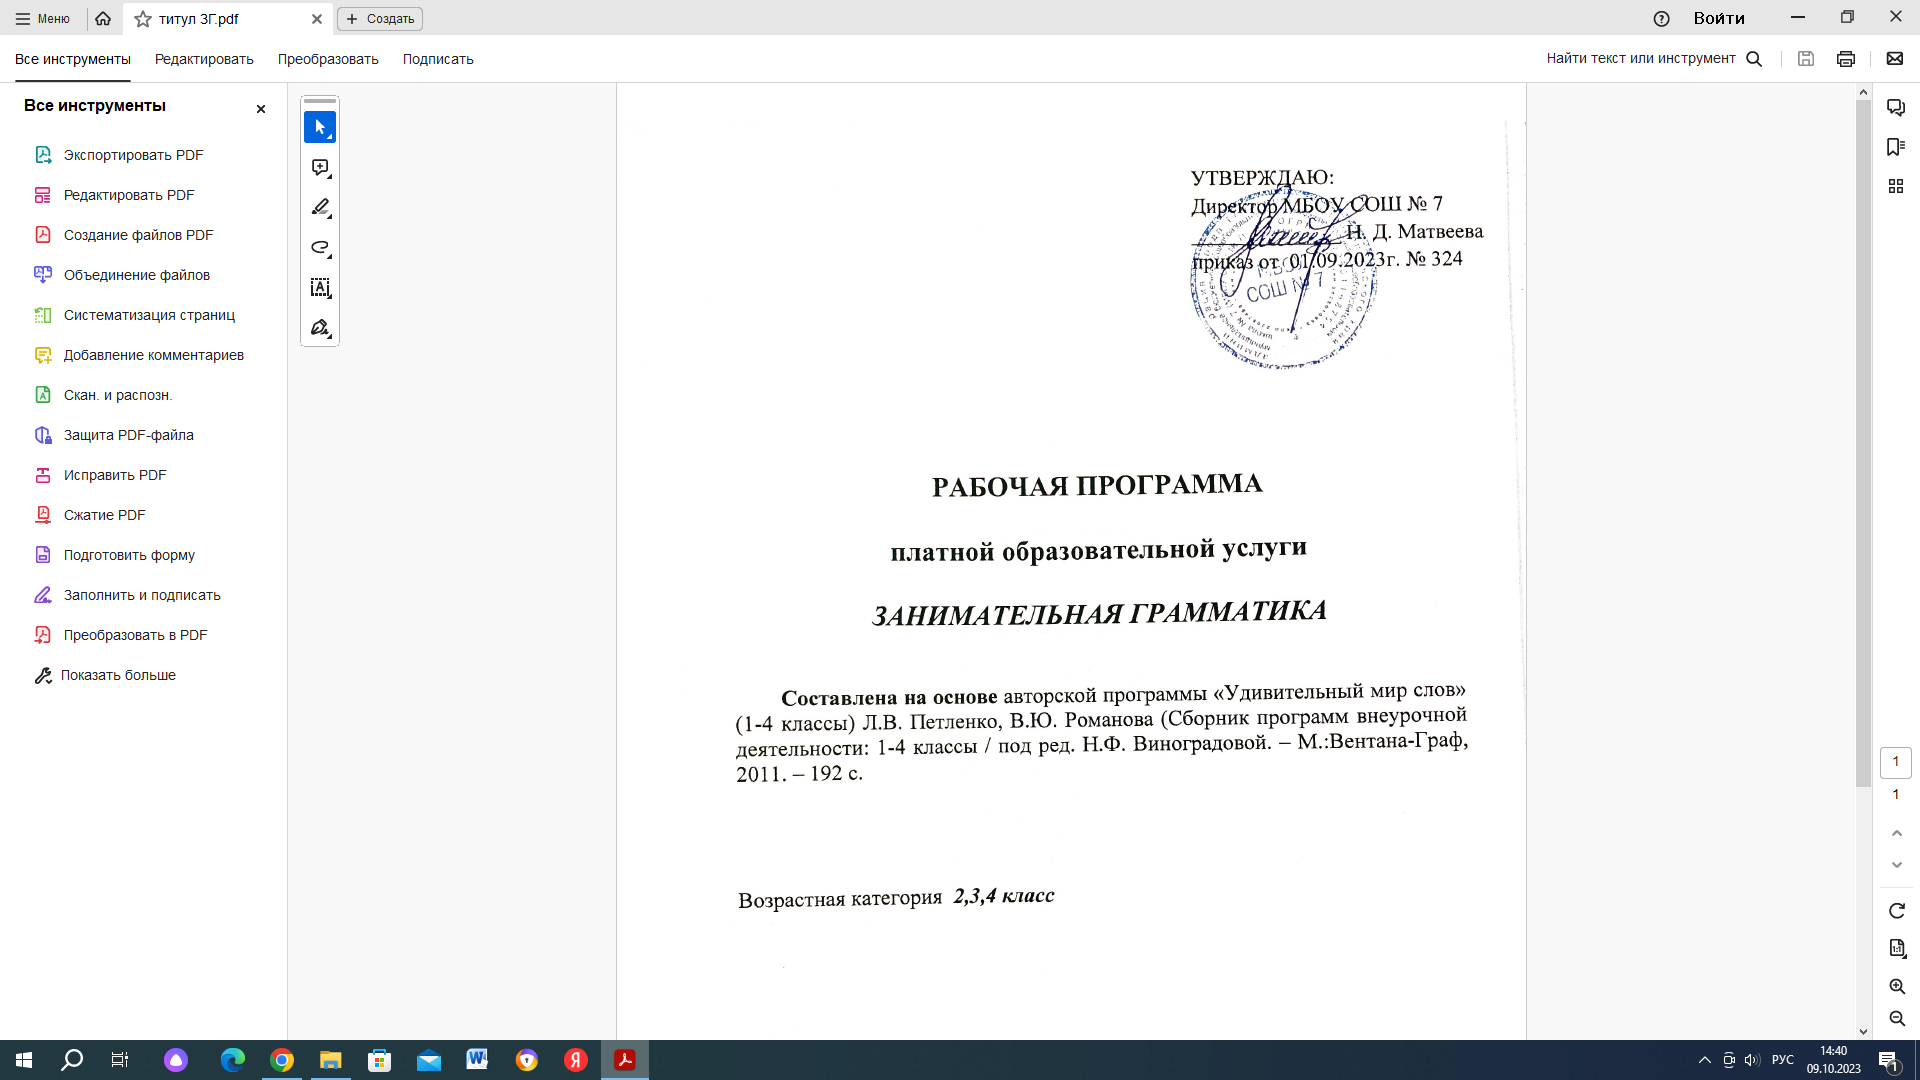 Меню
титул ЗГ.pdf
Создать
Войти
Все инструменты
Редактировать
Преобразовать
Подписать
Найти текст или инструмент
Все инструменты
Экспортировать PDF
Редактировать PDF
Создание файлов PDF
Объединение файлов
Систематизация страниц
Добавление комментариев
Скан. и распозн.
Защита PDF-файла
Исправить PDF
Сжатие PDF
Подготовить форму
Заполнить и подписать
Преобразовать в PDF
Показать больше
УТВЕРЖДАЮ:
Директор МБОУ СОШ № 7
Н. Д. Матвеева
приказ от 01.09.2023г. № 324
МБОУ
СОШ № 7
РАБОЧАЯ ПРОГРАММА
платной образовательной услуги
ЗАНИМАТЕЛЬНАЯ ГРАММАТИКА
Составлена на основе авторской программы «Удивительный мир слов»
(1-4 классы) Л.В. Петленко, В.Ю. Романова (Сборник программ внеурочной
деятельности: 1-4 классы / под ред. Н.Ф. Виноградовой. – М.:Вентана-Граф,
2011. – 192 с.
Возрастная категория 2,3,4 класс
1
1
РУС
14:40
09.10.2023
1